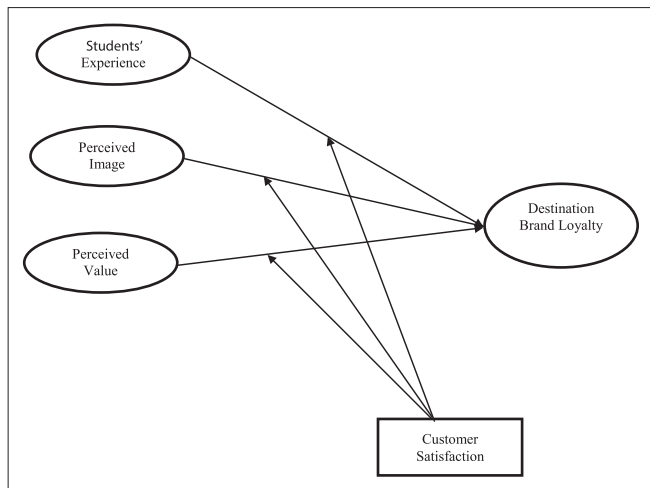 Students’
Experience
Perceived
Image
Perceived
Value
Destination
Brand Loyalty
Customer
Satisfaction